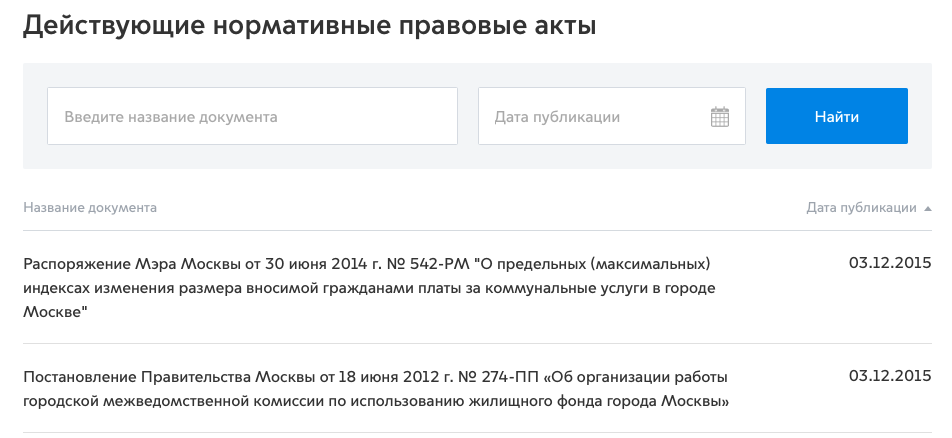 Действующие нормативные правовые акты
Введите название документа
Дата публикации
Найти
Название документа
Дата публикации
Распоряжение Мэра Москвы от 30 июня 2014 г. № 542-РМ "О предельных (максимальных)
индексах изменения размера вносимой гражданами платы за коммунальные услуги в городе
Москве"
03.12.2015
Постановление Правительства Москвы от 18 июня 2012 г. № 274-ПП «Об организации работы
городской межведомственной комиссии по использованию жилищного фонда города Москвы»
03.12.2015